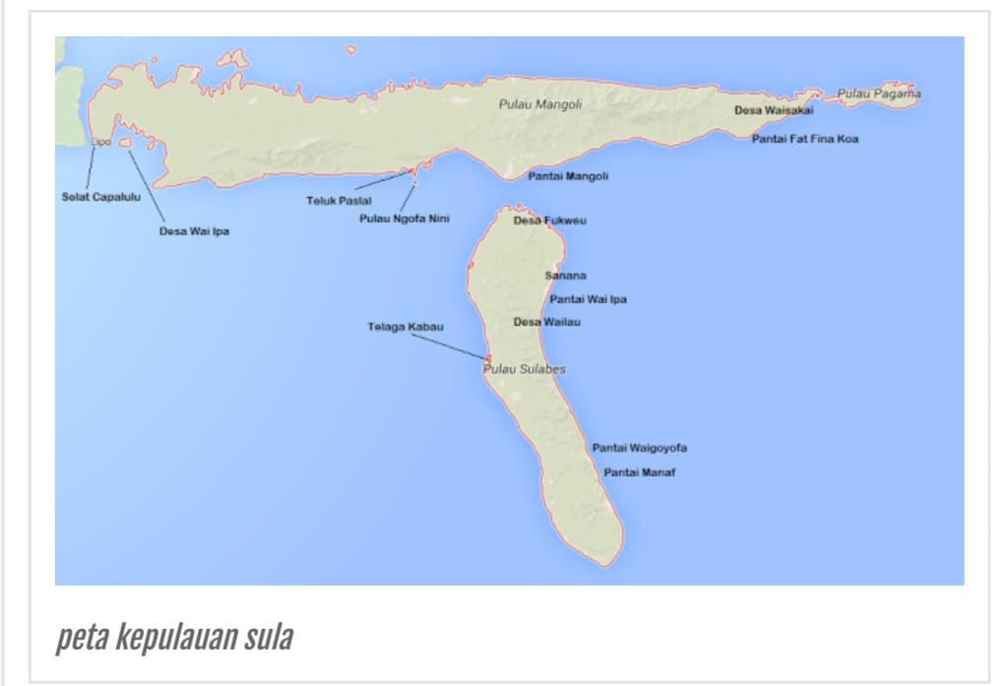 Pulau Mangoli
Pulau Pagama
Desa Waisakai
Pantai Fat Fina Koa
Lipo
Pantai Mangoli
Selat Capalulu
Teluk Paslal
Pulau Ngofa Nini
Desa Fukweu
Desa Wai Ipa
Sanana
Pantai Wai Ipa
Desa Wailau
Telaga Kabau
Pulau Sulabes
Pantai Waigoyofa
Pantai Manaf
peta kepulauan sula